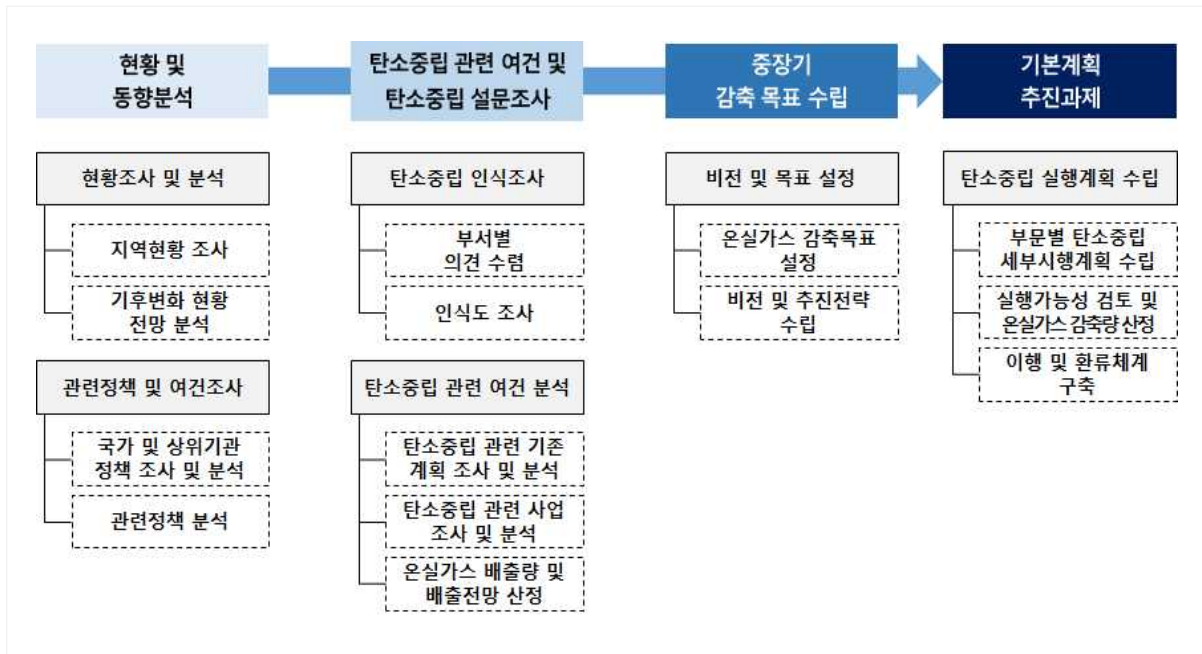 현황 및
동향분석
탄소중립 관련 여건 및
탄소중립 설문조사
중장기
감축 목표 수립
기본계획
추진과제
현황조사 및 분석
지역현황 조사
기후변화 현황
전망 분석
관련정책 및 여건조사
국가 및 상위기관
정책 조사 및 분석
관련정책 분석
탄소중립 인식조사
부서별
의견 수렴
인식도 조사
탄소중립 관련 여건 분석
탄소중립 관련 기존
계획 조사 및 분석
탄소중립 관련 사업
조사 및 분석
온실가스 배출량 및
배출전망 산정
비전 및 목표 설정
온실가스 감축목표
설정
비전 및 추진전략
수립
탄소중립 실행계획 수립
부문별 탄소중립
세부시행계획 수립
실행가능성 검토 및
온실가스 감축량 산정
이행 및 환류체계
구축